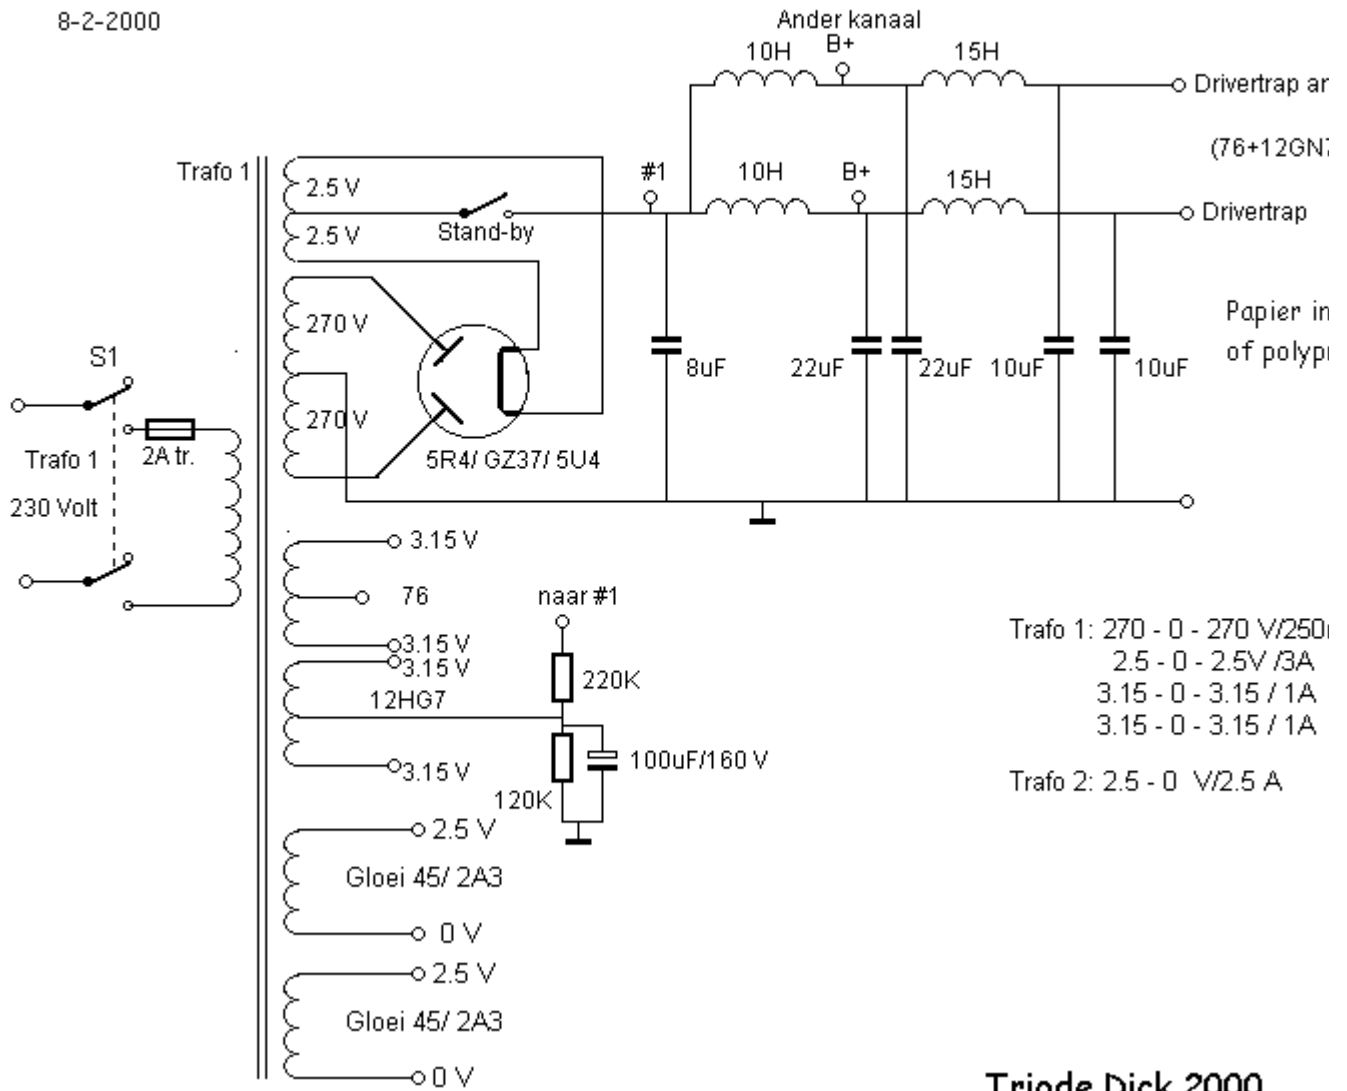 8-2-2000
Ander kanaal
10H
B+
15H
Drivertrap
(76+12GN7
Trafo 1
2.5 V
#1
10H
B+
15H
Stand-by
2.5 V
Drivertrap
270 V
Papier in
of
S1
8uF
22uF
22uF
10uF
10uF
270 V
Trafo 1
2A tr.
5R4/ GZ37/ 5U4
230 Volt
3.15 V
76
naar #1
3.15 V
3.15 V
220K
12HG7
3.15 V
100uF/160 V
120K
Trafo 1: 270 - 0 - 270 V/250
2.5 - 0 - 2.5V /3A
3.15 - 0 - 3.15 / 1A
3.15 - 0 - 3.15 / 1A
Trafo 2: 2.5 - 0 V/2.5 A
2.5 V
Gloei 45/ 2A3
0 V
2.5 V
Gloei 45/ 2A3
0 V
Triode Dick 2000